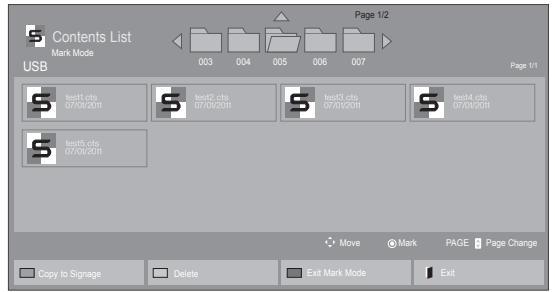 Page 1/2
Contents List
Mark Mode
003 004 005 006 007
USB
Page 1/1
test1.cts
07/01/2011
test2.cts
07/01/2011
test3.cts
07/01/2011
test4.cts
07/01/2011
test5.cts
07/01/2011
Move Mark PAGE Page Change
Copy to Signage Delete Exit Mark Mode Exit